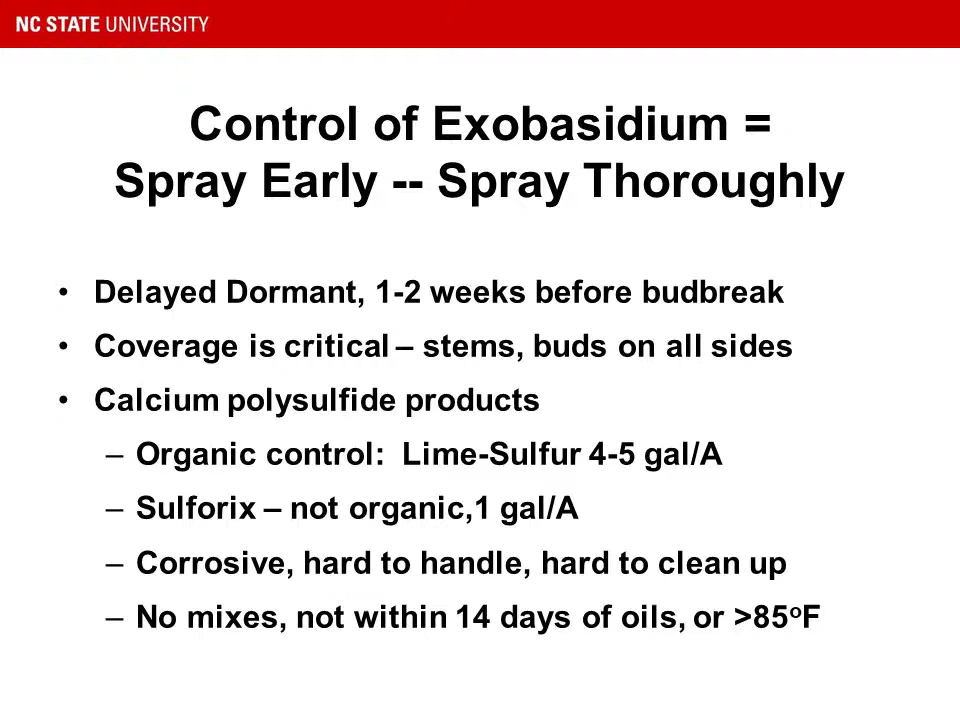 NC STATE UNIVERSITY
Control of Exobasidium =
Spray Early -- Spray Thoroughly
• Delayed Dormant, 1-2 weeks before budbreak
• Coverage is critical – stems, buds on all sides
• Calcium polysulfide products
– Organic control:  Lime-Sulfur 4-5 gal/A
– Sulforix – not organic,1 gal/A
– Corrosive, hard to handle, hard to clean up
– No mixes, not within 14 days of oils, or >85ºF